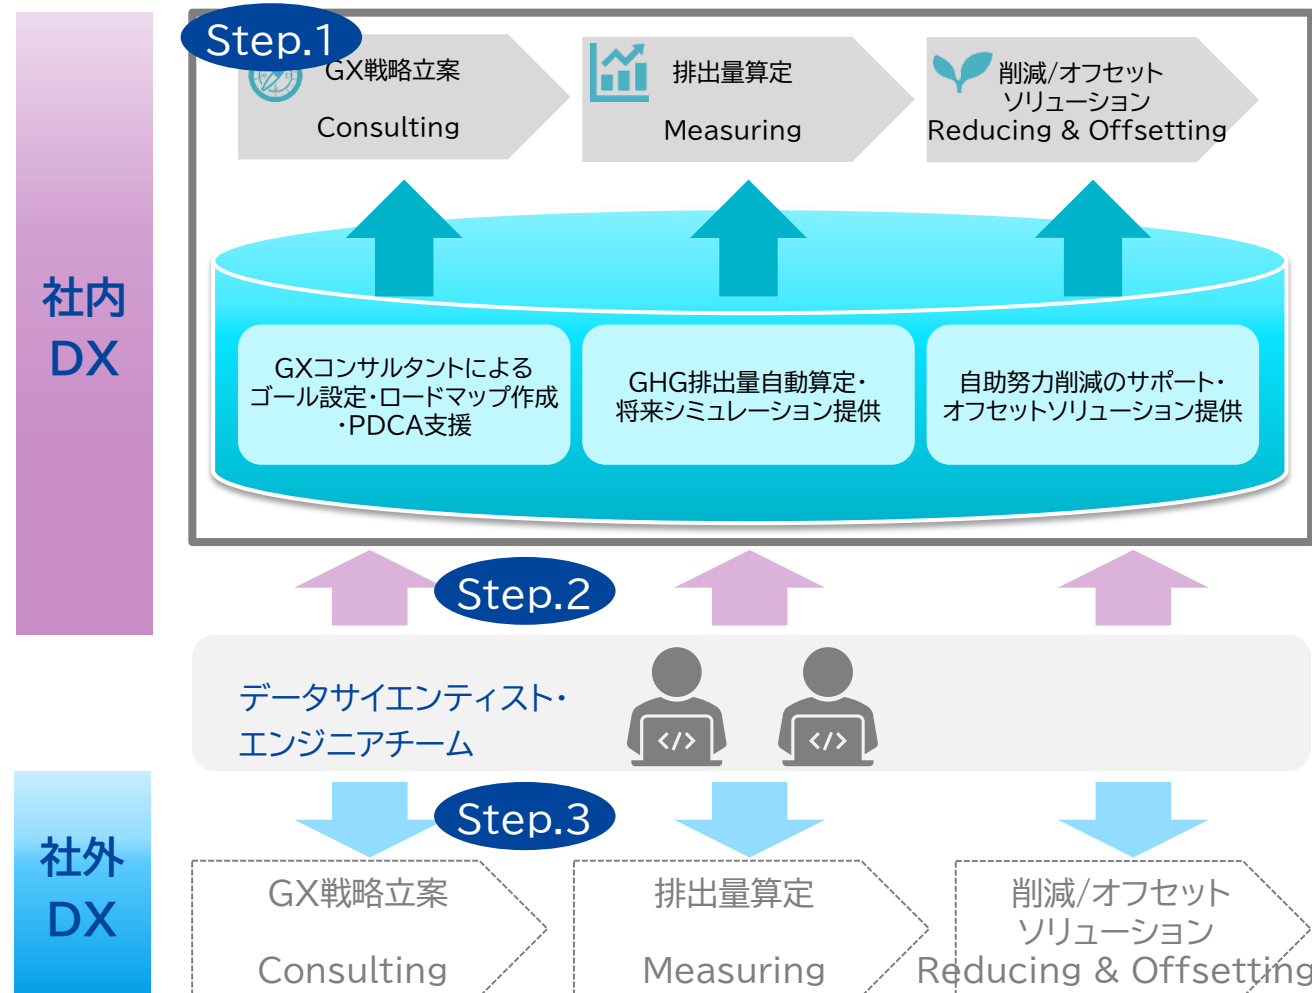 Step.1
GX戦略立案
Consulting
排出量算定
Measuring
削減/オフセット
ソリューション
Reducing & Offsetting
社内
DX
GXコンサルタントによる
ゴール設定・ロードマップ作成
・PDCA支援
GHG排出量自動算定・
将来シミュレーション提供
自助努力削減のサポート・
オフセットソリューション提供
Step.2
データサイエンティスト・
エンジニアチーム
</>
</>
Step.3
社外
DX
GX戦略立案
Consulting
排出量算定
Measuring
削減/オフセット
ソリューション
Reducing & Offsetting